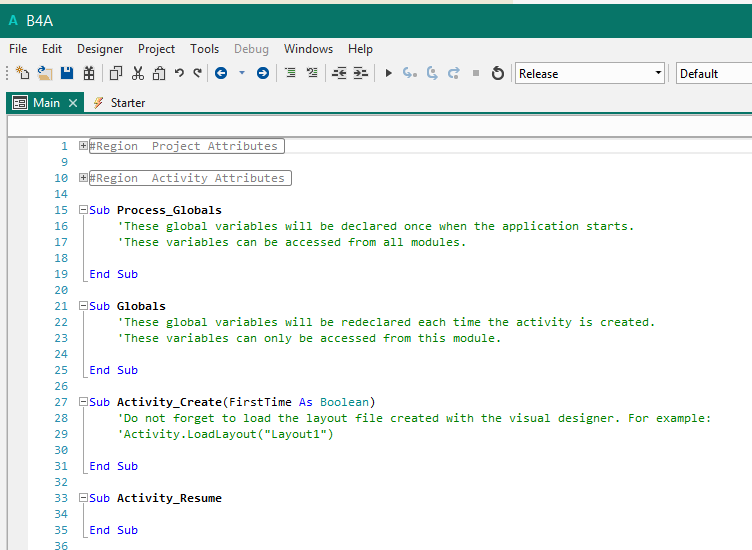 A B4A
File Edit Designer Project Tools Debug Windows Help
Release Default
Main Starter
1 #Region  Project Attributes
9
10 #Region  Activity Attributes
14
15 Sub Process_Globals
16 'These global variables will be declared once when the application starts.
17 'These variables can be accessed from all modules.
18
19 End Sub
20
21 Sub Globals
22 'These global variables will be redeclared each time the activity is created.
23 'These variables can only be accessed from this module.
24
25 End Sub
26
27 Sub Activity_Create(FirstTime As Boolean)
28 'Do not forget to load the layout file created with the visual designer. For example:
29 'Activity.LoadLayout("Layout1")
30
31 End Sub
32
33 Sub Activity_Resume
34
35 End Sub
36